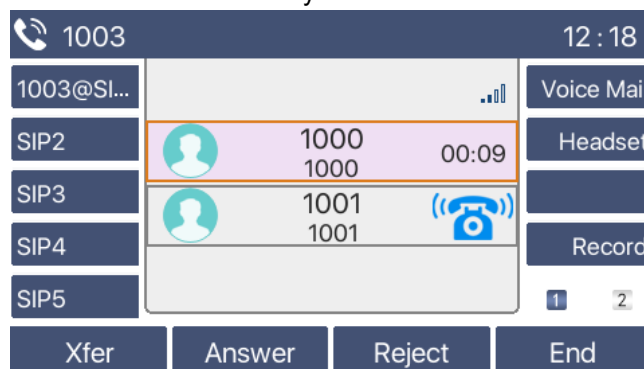 1003 12:18
1003@SI... Voice Mai
SIP2 1000 00:09 Headset
1000
SIP3 1001
1001
SIP4 Record
SIP5 1 2
Xfer Answer Reject End